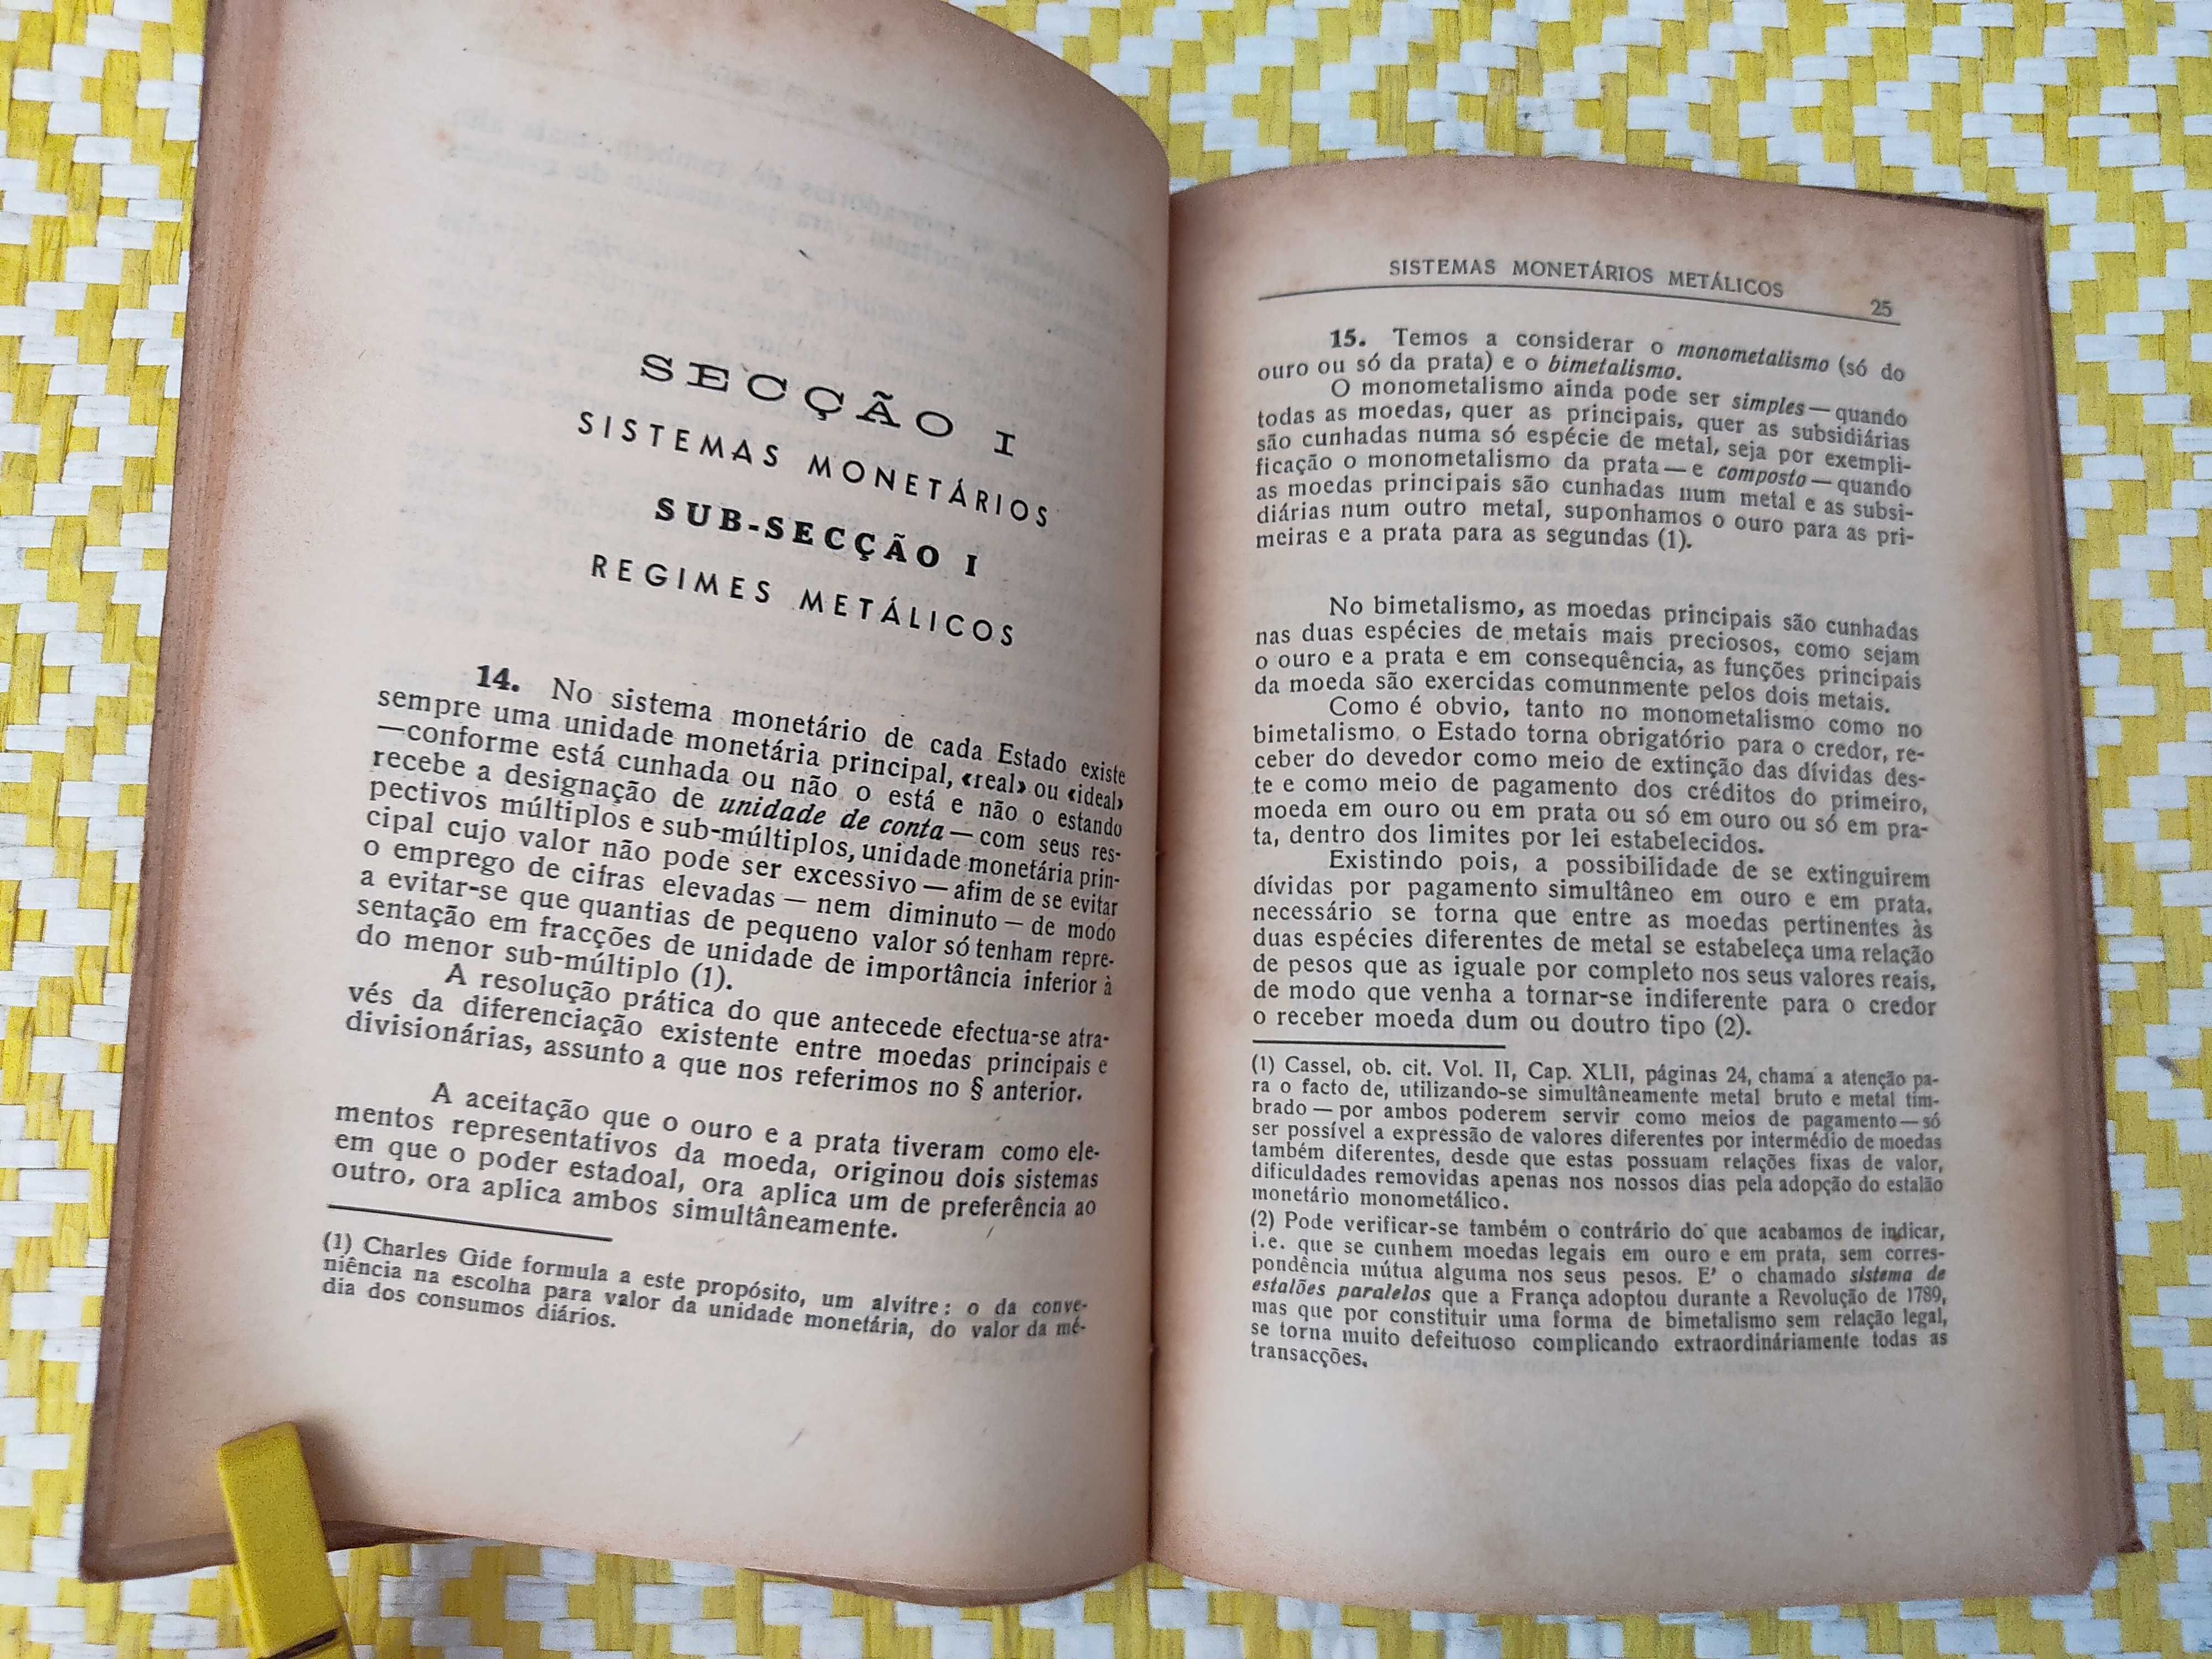 SECÇÃO I
SISTEMAS MONETÁRIOS
SUB-SECÇÃO I
REGIMES METÁLICOS
14. No sistema monetário de cada Estado existe
sempre uma unidade monetária principal, «real» ou «ideal»
—conforme está cunhada ou não o está e não o estando
recebe a designação de unidade de conta — com seus res-
pectivos múltiplos e sub-múltiplos, unidade monetária prin-
cipal cujo valor não pode ser excessivo — afim de se evitar
o emprego de cifras elevadas — nem diminuto — de modo
a evitar-se que quantias de pequeno valor só tenham repre-
sentação em fracções de unidade de importância inferior à
do menor sub-múltiplo (1).
A resolução prática do que antecede efectua-se atra-
vés da diferenciação existente entre moedas principais e
divisionárias, assunto a que nos referimos no § anterior.
A aceitação que o ouro e a prata tiveram como ele-
mentos representativos da moeda, originou dois sistemas
em que o poder estadoal, ora aplica um de preferência ao
outro, ora aplica ambos simultâneamente.
(1) Charles Gide formula a este propósito, um alvitre: o da conve-
niência na escolha para valor da unidade monetária, do valor da mé-
dia dos consumos diários.
SISTEMAS MONETÁRIOS METÁLICOS 25
15. Temos a considerar o monometalismo (só do
ouro ou só da prata) e o bimetalismo.
O monometalismo ainda pode ser simples — quando
todas as moedas, quer as principais, quer as subsidiárias
são cunhadas numa só espécie de metal, seja por exempli-
ficação o monometalismo da prata — e composto — quando
as moedas principais são cunhadas num metal e as subsi-
diárias num outro metal, suponhamos o ouro para as pri-
meiras e a prata para as segundas (1).
No bimetalismo, as moedas principais são cunhadas
nas duas espécies de metais mais preciosos, como sejam
o ouro e a prata e em consequência, as funções principais
da moeda são exercidas comunmente pelos dois metais.
Como é obvio, tanto no monometalismo como no
bimetalismo, o Estado torna obrigatório para o credor, re-
ceber do devedor como meio de extinção das dívidas des-
te e como meio de pagamento dos créditos do primeiro,
moeda em ouro ou em prata ou só em ouro ou só em pra-
ta, dentro dos limites por lei estabelecidos.
Existindo pois, a possibilidade de se extinguirem
dívidas por pagamento simultâneo em ouro e em prata,
necessário se torna que entre as moedas pertinentes às
duas espécies diferentes de metal se estabeleça uma relação
de pesos que as iguale por completo nos seus valores reais,
de modo que venha a tornar-se indiferente para o credor
o receber moeda dum ou doutro tipo (2).
(1) Cassel, ob. cit. Vol. II, Cap. XLII, páginas 24, chama a atenção pa-
ra o facto de, utilizando-se simultâneamente metal bruto e metal tim-
brado — por ambos poderem servir como meios de pagamento — só
ser possível a expressão de valores diferentes por intermédio de moedas
também diferentes, desde que estas possuam relações fixas de valor,
dificuldades removidas apenas nos nossos dias pela adopção do estalão
monetário monometálico.
(2) Pode verificar-se também o contrário do que acabamos de indicar,
i.e. que se cunhem moedas legais em ouro e em prata, sem corres-
pondência mútua alguma nos seus pesos. E' o chamado sistema de
estalões paralelos que a França adoptou durante a Revolução de 1789,
mas que por constituir uma forma de bimetalismo sem relação legal,
se torna muito defeituoso complicando extraordináriamente todas as
transacções.